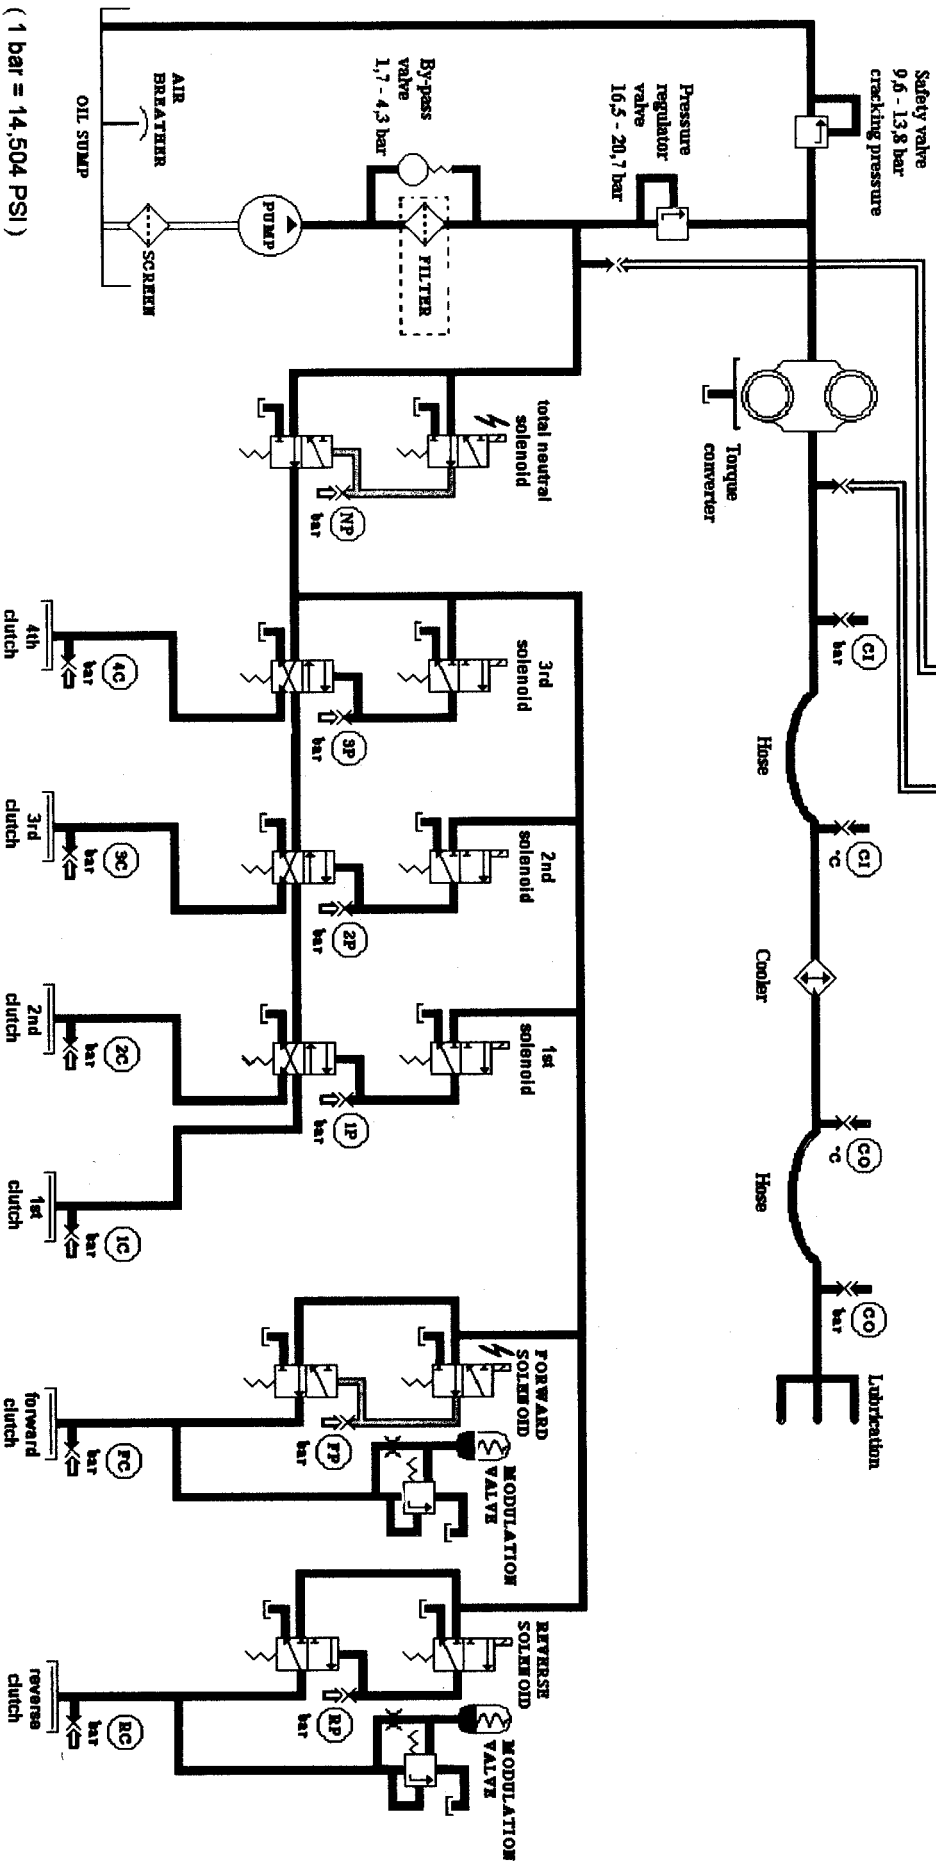 ( 1 bar = 14,504 PSI )
OIL SUMP
AIR
BREATHER
SCREEN
PUMP
By-pass
valve
1,7 - 4,3 bar
FILTER
Pressure
regulator
valve
16,5 - 20,7 bar
Safety valve
9,6 - 13,8 bar
cracking pressure
Torque
converter
CI
bar
Hose
CI
°C
Cooler
CO
°C
Hose
CO
bar
Lubrication
total neutral
solenoid
NP
bar
3rd
solenoid
3P
bar
2nd
solenoid
2P
bar
1st
solenoid
1P
bar
FORWARD
SOLENOID
FP
bar
MODULATION
VALVE
REVERSE
SOLENOID
RP
bar
MODULATION
VALVE
4C
bar
4th
clutch
3C
bar
3rd
clutch
2C
bar
2nd
clutch
1C
bar
1st
clutch
FC
bar
forward
clutch
RC
bar
reverse
clutch